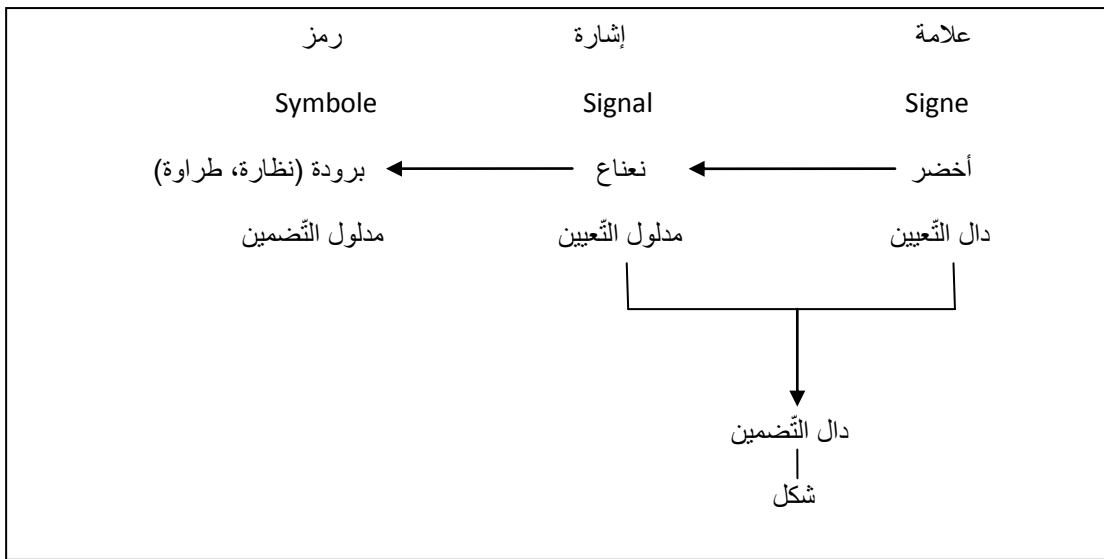 علامة إشارة رمز
Signe Signal Symbole
أخضر نعناع برودة (نظارة، طراوة)
دال التّعيين مدلول التّعيين مدلول التّضمين
دال التّضمين
شكل